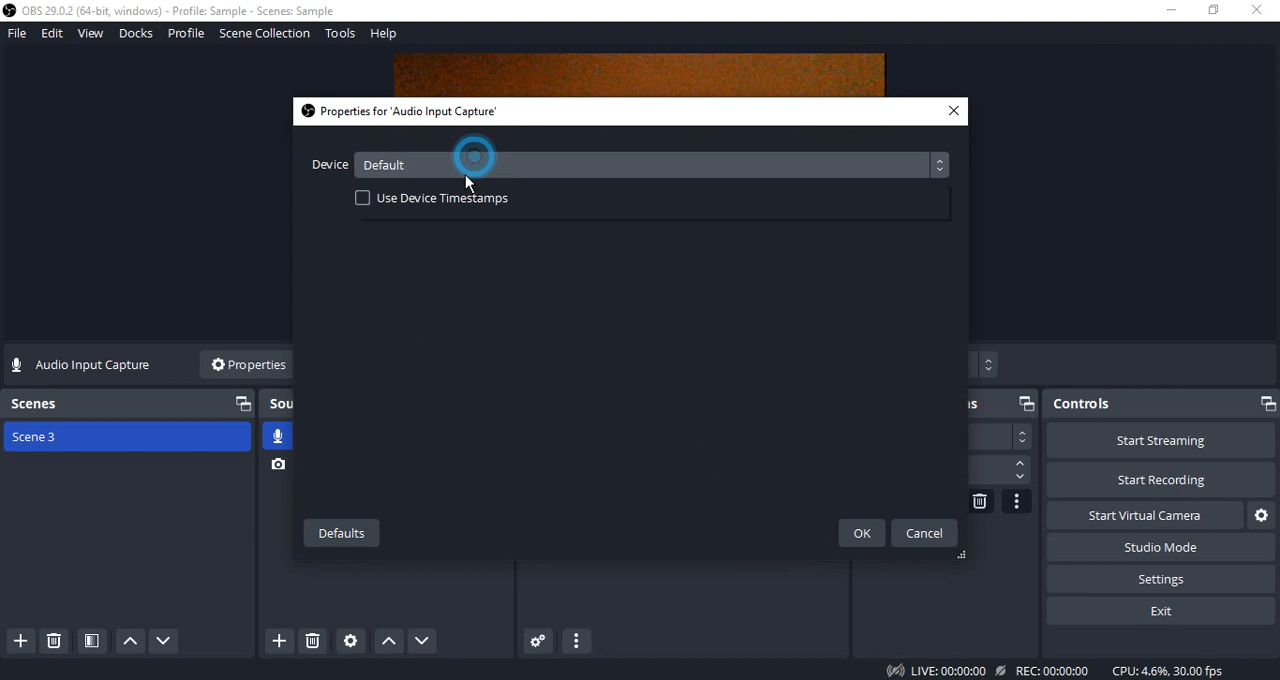 OBS 29.0.2 (64-bit, windows) - Profile: Sample - Scenes: Sample
File Edit View Docks Profile Scene Collection Tools Help
Properties for 'Audio Input Capture'
Device Default
Use Device Timestamps
Audio Input Capture Properties
Scenes Sou ns Controls
Scene 3
Start Streaming
Start Recording
Defaults OK Cancel
Start Virtual Camera
Studio Mode
Settings
Exit
LIVE: 00:00:00 REC: 00:00:00 CPU: 4.6%, 30.00 fps